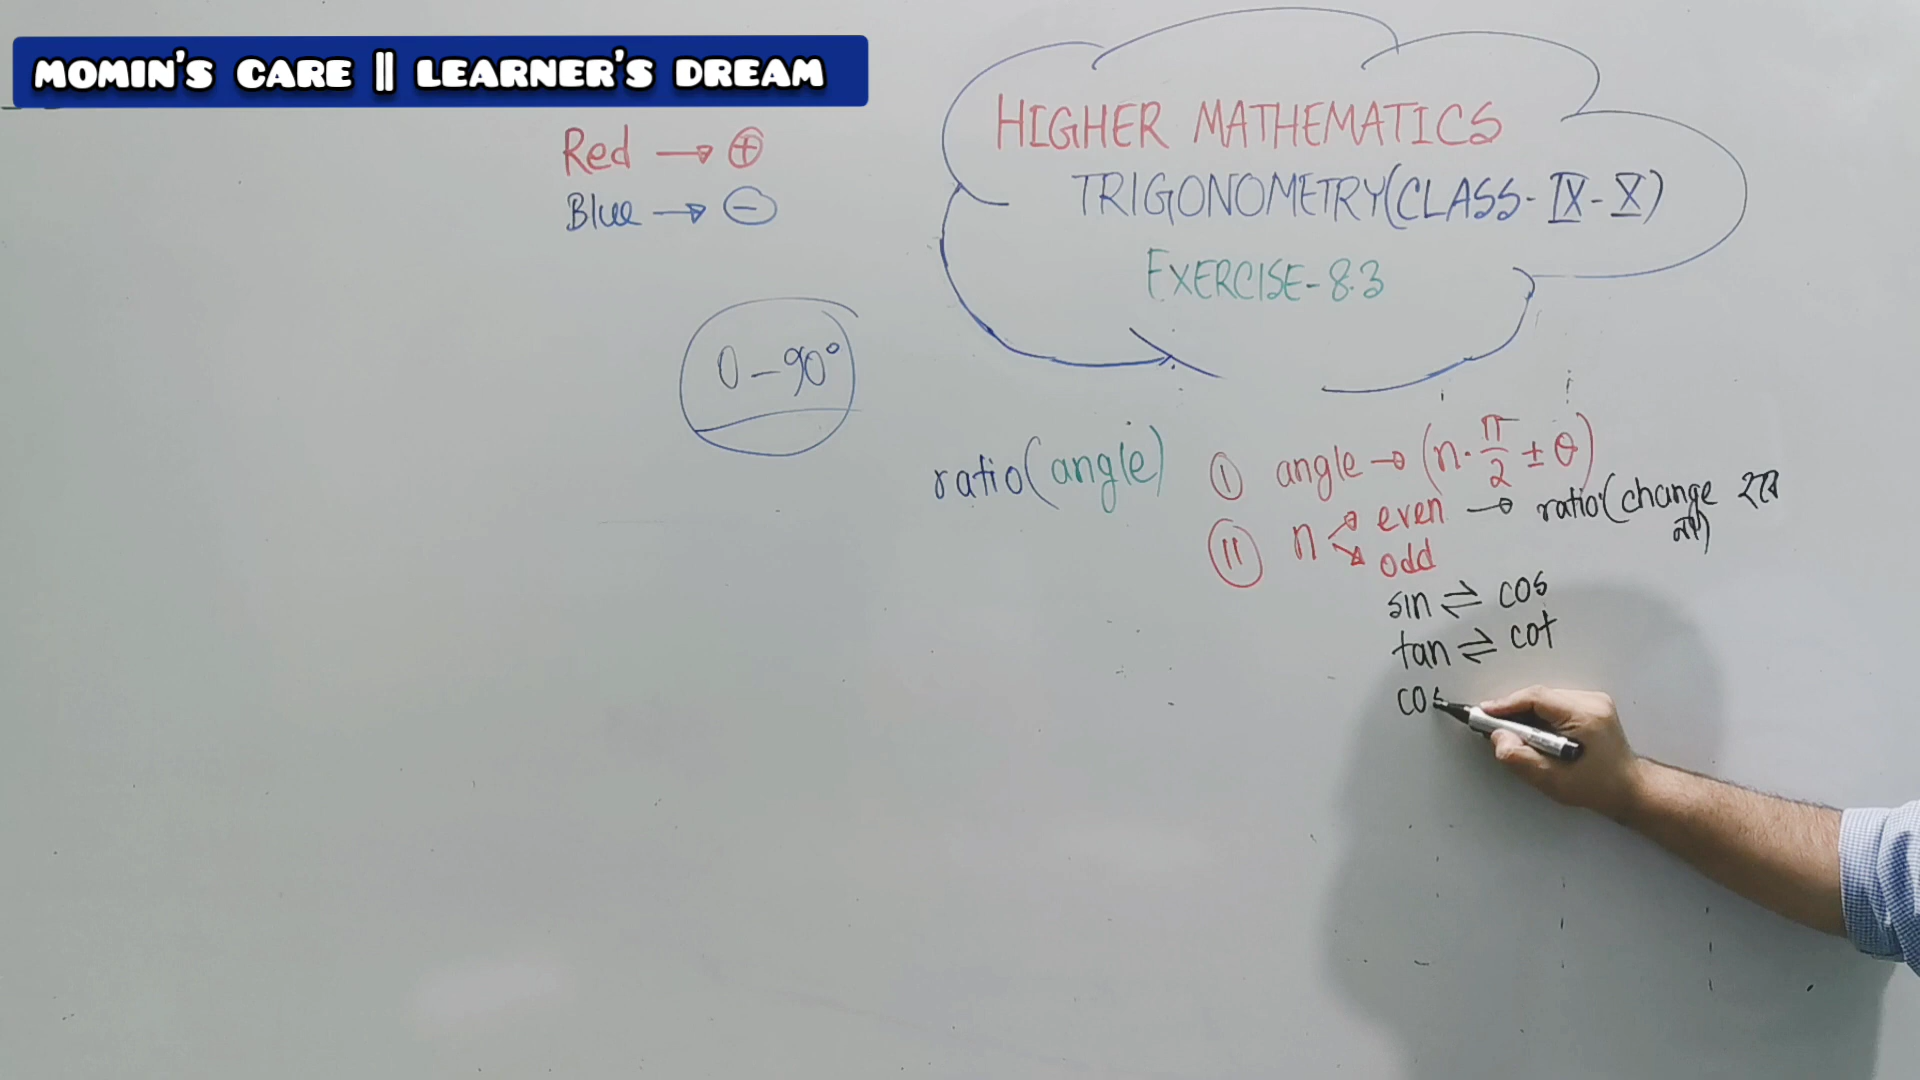 MOMIN'S CARE || LEARNER'S DREAM
Red → ⊕
Blue → ⊖
HIGHER MATHEMATICS
TRIGONOMETRY(CLASS-IX-X)
EXERCISE-8.3
0-90°
ratio(angle)
① angle → (n·π/2 ± θ)
② n → even → ratio(change হবে
না)
→ odd
sin ⇌ cos
tan ⇌ cot
cos